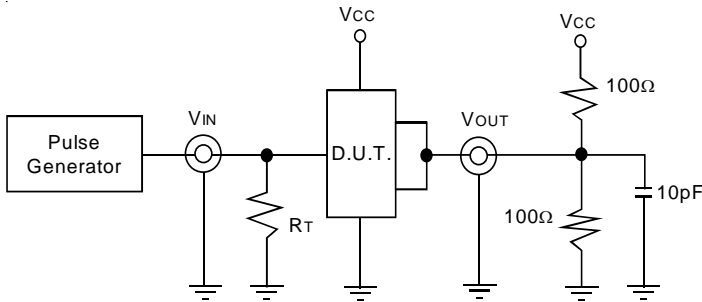 VCC
VCC
100Ω
VIN
VOUT
Pulse
Generator
D.U.T.
RT
100Ω
10pF